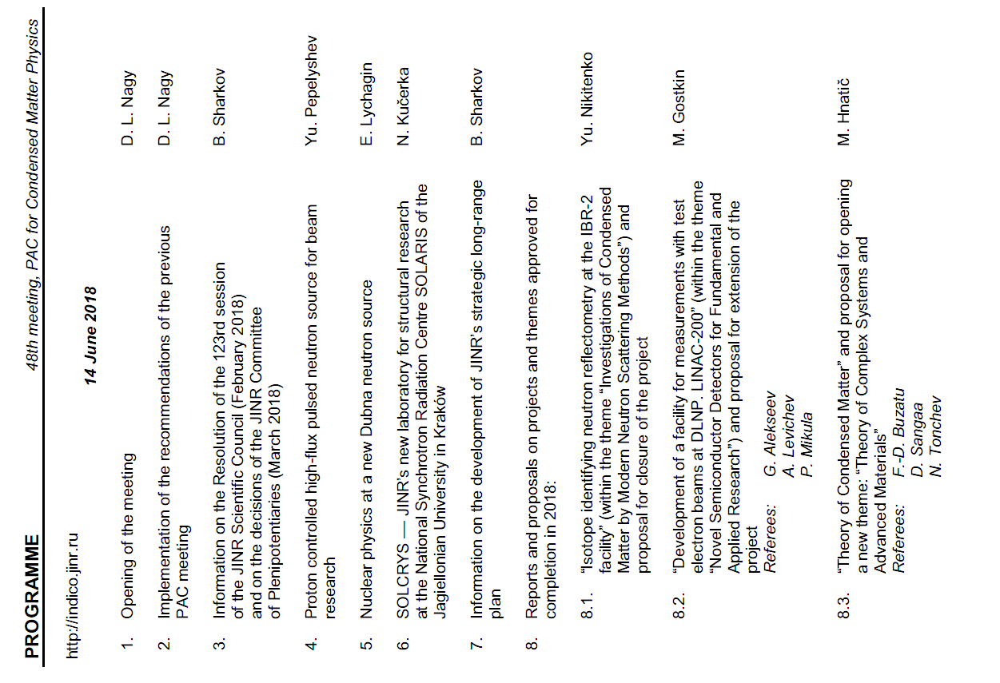 PROGRAMME 48th meeting, PAC for Condensed Matter Physics
http://indico.jinr.ru
14 June 2018
1. Opening of the meeting D. L. Nagy
2. Implementation of the recommendations of the previous D. L. Nagy
PAC meeting
3. Information on the Resolution of the 123rd session B. Sharkov
of the JINR Scientific Council (February 2018)
and on the decisions of the JINR Committee
of Plenipotentiaries (March 2018)
4. Proton controlled high-flux pulsed neutron source for beam Yu. Pepelyshev
research
5. Nuclear physics at a new Dubna neutron source E. Lychagin
6. SOLCRYS — JINR's new laboratory for structural research N. Kučerka
at the National Synchrotron Radiation Centre SOLARIS of the
Jagiellonian University in Kraków
7. Information on the development of JINR's strategic long-range B. Sharkov
plan
8. Reports and proposals on projects and themes approved for
completion in 2018:
8.1. “Isotope identifying neutron reflectometry at the IBR-2 Yu. Nikitenko
facility” (within the theme “Investigations of Condensed
Matter by Modern Neutron Scattering Methods”) and
proposal for closure of the project
8.2. “Development of a facility for measurements with test M. Gostkin
electron beams at DLNP. LINAC-200” (within the theme
“Novel Semiconductor Detectors for Fundamental and
Applied Research”) and proposal for extension of the
project
Referees: G. Alekseev
A. Levichev
P. Mikula
8.3. “Theory of Condensed Matter” and proposal for opening M. Hnatič
a new theme: “Theory of Complex Systems and
Advanced Materials”
Referees: F.-D. Buzatu
D. Sangaa
N. Tonchev